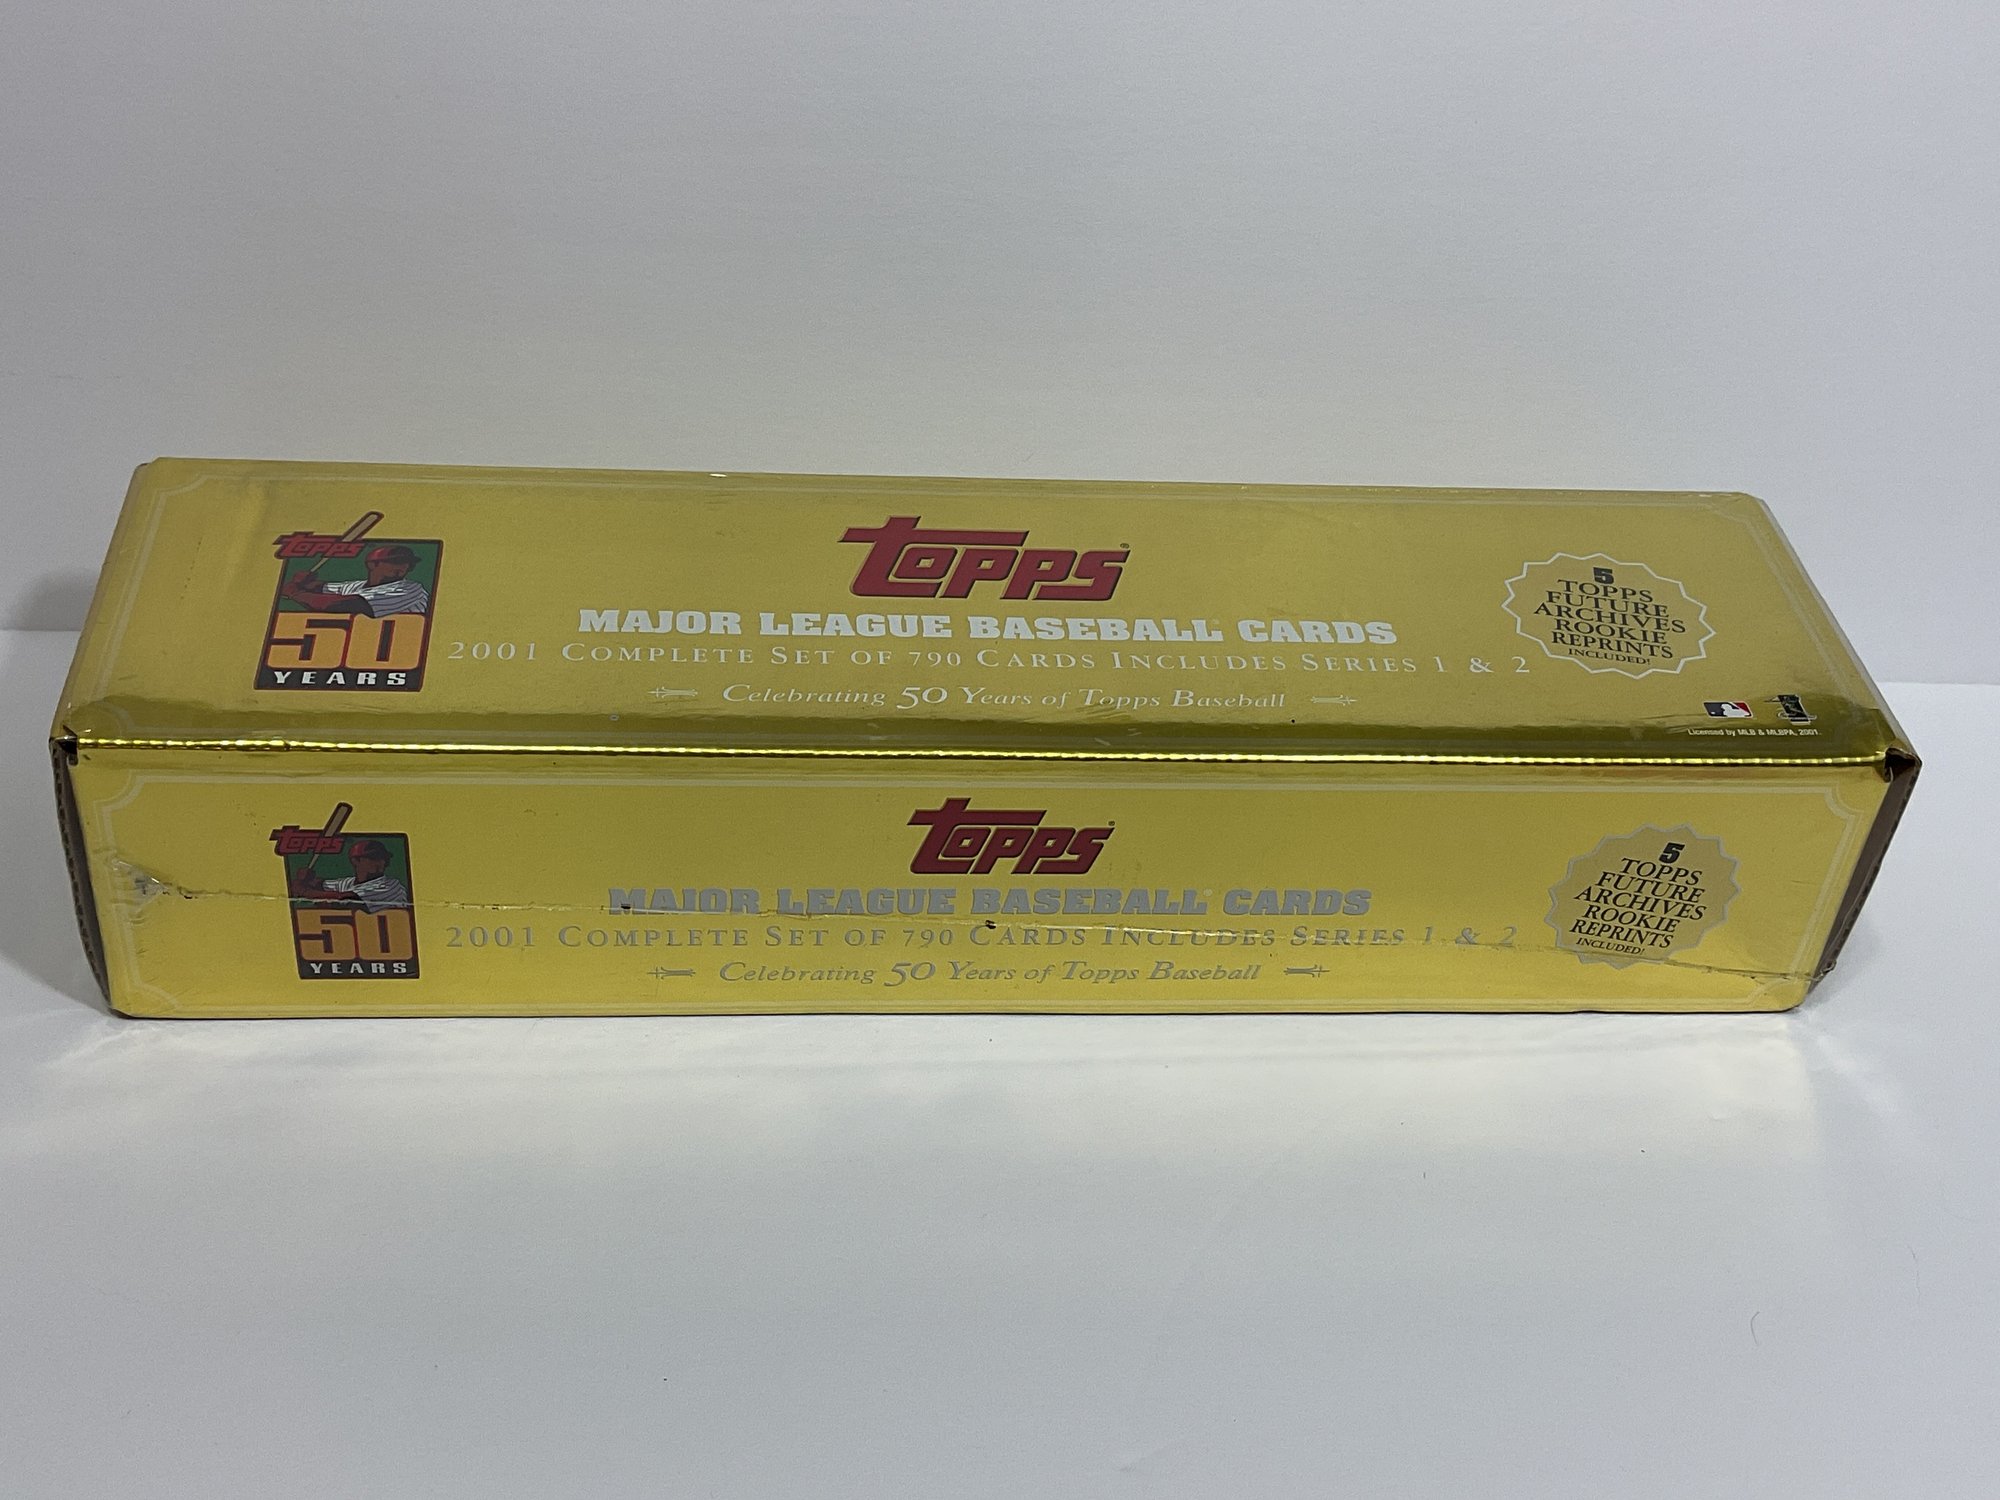 Topps
50
YEARS
Topps
MAJOR LEAGUE BASEBALL CARDS
2001 COMPLETE SET OF 790 CARDS INCLUDES SERIES 1 & 2
Celebrating 50 Years of Topps Baseball
5
TOPPS
FUTURE
ARCHIVES
ROOKIE
REPRINTS
INCLUDED!
Licensed by MLB & MLBPA, 2001.
Topps
50
YEARS
Topps
MAJOR LEAGUE BASEBALL CARDS
2001 COMPLETE SET OF 790 CARDS INCLUDES SERIES 1 & 2
Celebrating 50 Years of Topps Baseball
5
TOPPS
FUTURE
ARCHIVES
ROOKIE
REPRINTS
INCLUDED!